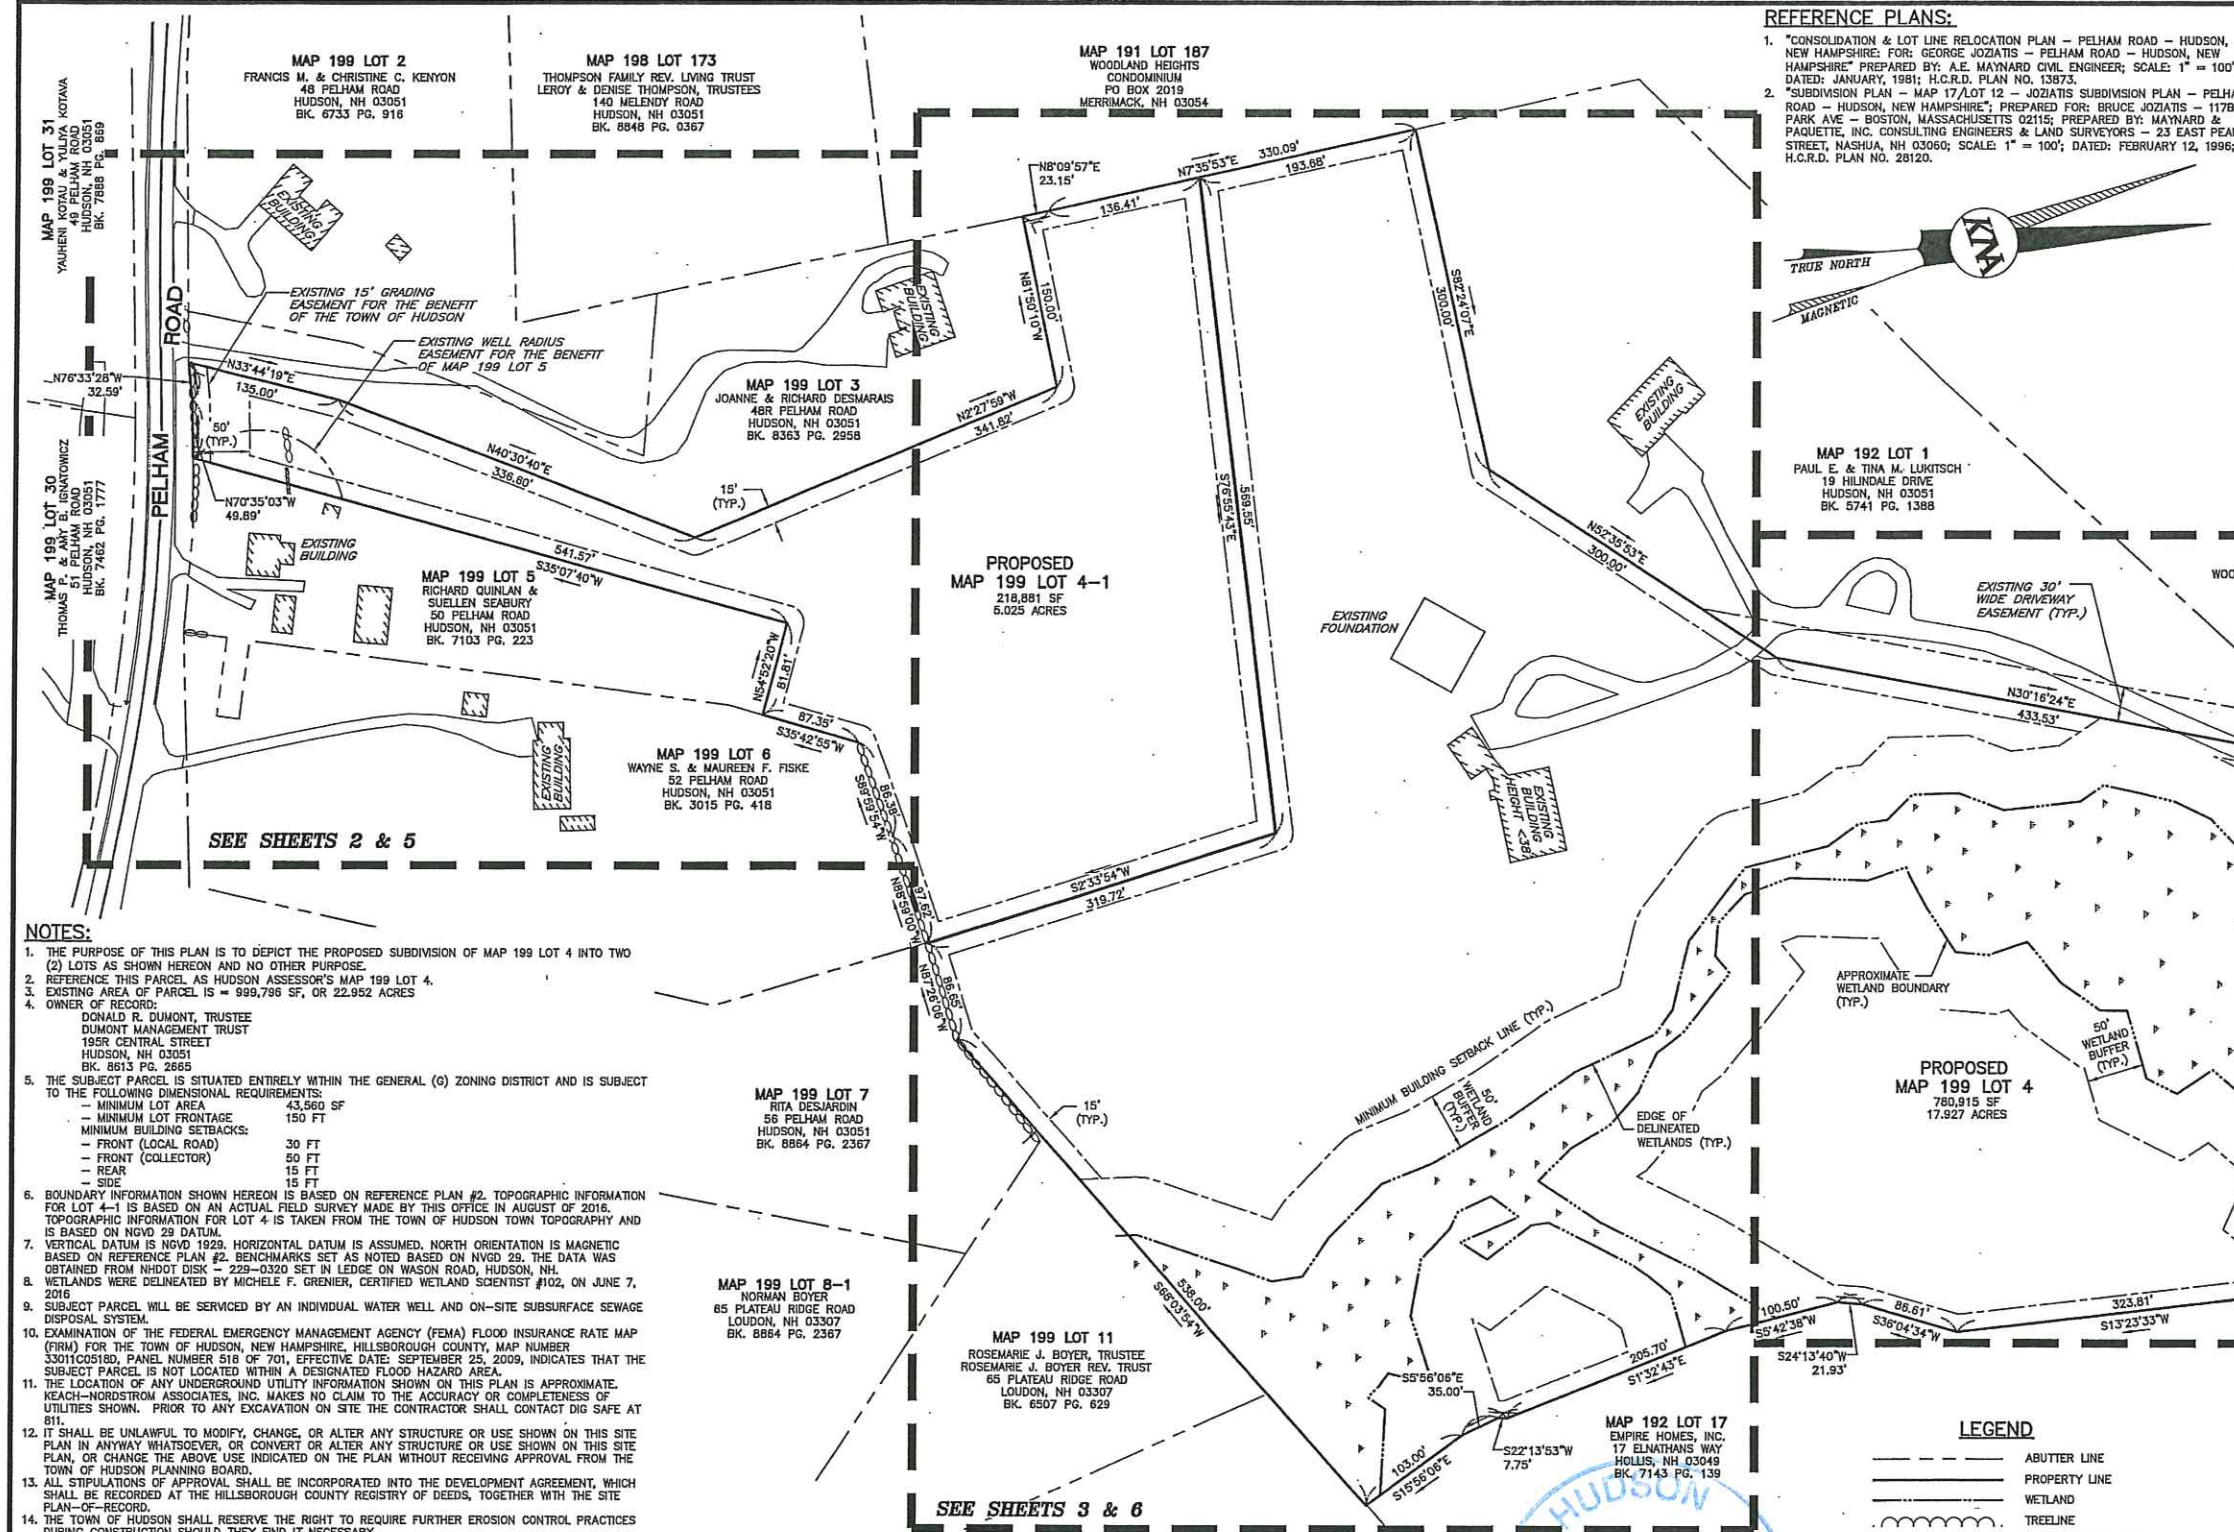 REFERENCE PLANS:
1. "CONSOLIDATION & LOT LINE RELOCATION PLAN – PELHAM ROAD – HUDSON,
NEW HAMPSHIRE: FOR: GEORGE JOZIATIS – PELHAM ROAD – HUDSON, NEW
HAMPSHIRE" PREPARED BY: A.E. MAYNARD CIVIL ENGINEER; SCALE: 1" = 100'
DATED: JANUARY, 1981; H.C.R.D. PLAN NO. 13873.
2. "SUBDIVISION PLAN – MAP 17/LOT 12 – JOZIATIS SUBDIVISION PLAN –
ROAD – HUDSON, NEW HAMPSHIRE"; PREPARED FOR: BRUCE JOZIATIS – 117B
PARK AVE – BOSTON, MASSACHUSETTS 02115; PREPARED BY: MAYNARD &
PAQUETTE, INC. CONSULTING ENGINEERS & LAND SURVEYORS – 23 EAST
STREET, NASHUA, NH 03060; SCALE: 1" = 100'; DATED: FEBRUARY 12, 1996;
H.C.R.D. PLAN NO. 28120.
MAP 199 LOT 31
YAUHENI KOTAU & YULIYA KOTAVA
49 PELHAM ROAD
HUDSON, NH 03051
BK. 7888 PG. 869
MAP 199 LOT 2
FRANCIS M. & CHRISTINE C. KENYON
48 PELHAM ROAD
HUDSON, NH 03051
BK. 6733 PG. 916
MAP 198 LOT 173
THOMPSON FAMILY REV. LIVING TRUST
LEROY & DENISE THOMPSON, TRUSTEES
140 MELENDY ROAD
HUDSON, NH 03051
BK. 8848 PG. 0367
MAP 191 LOT 187
WOODLAND HEIGHTS
CONDOMINIUM
PO BOX 2019
MERRIMACK, NH 03054
N8°09'57"E
23.15'
N7°35'53"E
330.09'
193.68'
136.41'
KNA
TRUE NORTH
MAGNETIC
EXISTING
BUILDING
EXISTING 15' GRADING
EASEMENT FOR THE BENEFIT
OF THE TOWN OF HUDSON
EXISTING WELL RADIUS
EASEMENT FOR THE BENEFIT
OF MAP 199 LOT 5
EXISTING
BUILDING
N81°50'10"W
150.00'
S82°24'07"E
300.00'
PELHAM ROAD
N76°33'28"W
32.59'
N33°44'19"E
135.00'
50'
(TYP.)
MAP 199 LOT 3
JOANNE & RICHARD DESMARAIS
48R PELHAM ROAD
HUDSON, NH 03051
BK. 8363 PG. 2958
N2°27'59"W
341.82'
N40°30'40"E
336.80'
15'
(TYP.)
EXISTING
BUILDING
MAP 192 LOT 1
PAUL E. & TINA M. LUKITSCH
19 HILINDALE DRIVE
HUDSON, NH 03051
BK. 5741 PG. 1388
MAP 199 LOT 30
THOMAS P. & AMY B. IGNATOWICZ
51 PELHAM ROAD
HUDSON, NH 03051
BK. 7462 PG. 1777
N70°35'03"W
49.89'
EXISTING
BUILDING
541.57'
S35°07'40"W
S76°55'43"E
569.55'
N52°35'53"E
300.00'
PROPOSED
MAP 199 LOT 4–1
218,881 SF
5.025 ACRES
EXISTING
FOUNDATION
EXISTING 30'
WIDE DRIVEWAY
EASEMENT (TYP.)
WOO
MAP 199 LOT 5
RICHARD QUINLAN &
SUELLEN SEABURY
50 PELHAM ROAD
HUDSON, NH 03051
BK. 7103 PG. 223
N54°52'20"W
81.81'
87.35'
S35°42'55"W
N30°16'24"E
433.53'
MAP 199 LOT 6
WAYNE S. & MAUREEN F. FISKE
52 PELHAM ROAD
HUDSON, NH 03051
BK. 3015 PG. 418
EXISTING
BUILDING
86.38'
S89°59'54"W
EXISTING
BUILDING
HEIGHT <38'
SEE SHEETS 2 & 5
97.62'
N88°59'00"W
S2°33'54"W
319.72'
86.65'
N87°26'06"W
NOTES:
1. THE PURPOSE OF THIS PLAN IS TO DEPICT THE PROPOSED SUBDIVISION OF MAP 199 LOT 4 INTO TWO
(2) LOTS AS SHOWN HEREON AND NO OTHER PURPOSE.
2. REFERENCE THIS PARCEL AS HUDSON ASSESSOR'S MAP 199 LOT 4.
3. EXISTING AREA OF PARCEL IS = 999,796 SF, OR 22.952 ACRES
4. OWNER OF RECORD:
DONALD R. DUMONT, TRUSTEE
DUMONT MANAGEMENT TRUST
195R CENTRAL STREET
HUDSON, NH 03051
BK. 8613 PG. 2665
5. THE SUBJECT PARCEL IS SITUATED ENTIRELY WITHIN THE GENERAL (G) ZONING DISTRICT AND IS SUBJECT
TO THE FOLLOWING DIMENSIONAL REQUIREMENTS:
– MINIMUM LOT AREA 43,560 SF
– MINIMUM LOT FRONTAGE 150 FT
MINIMUM BUILDING SETBACKS:
– FRONT (LOCAL ROAD) 30 FT
– FRONT (COLLECTOR) 50 FT
– REAR 15 FT
– SIDE 15 FT
6. BOUNDARY INFORMATION SHOWN HEREON IS BASED ON REFERENCE PLAN #2. TOPOGRAPHIC INFORMATION
FOR LOT 4–1 IS BASED ON AN ACTUAL FIELD SURVEY MADE BY THIS OFFICE IN AUGUST OF 2016.
TOPOGRAPHIC INFORMATION FOR LOT 4 IS TAKEN FROM THE TOWN OF HUDSON TOWN TOPOGRAPHY AND
IS BASED ON NGVD 29 DATUM.
7. VERTICAL DATUM IS NGVD 1929. HORIZONTAL DATUM IS ASSUMED. NORTH ORIENTATION IS MAGNETIC
BASED ON REFERENCE PLAN #2. BENCHMARKS SET AS NOTED BASED ON NVGD 29. THE DATA WAS
OBTAINED FROM NHDOT DISK – 229–0320 SET IN LEDGE ON WASON ROAD, HUDSON, NH.
8. WETLANDS WERE DELINEATED BY MICHELE F. GRENIER, CERTIFIED WETLAND SCIENTIST #102, ON JUNE 7,
2016
9. SUBJECT PARCEL WILL BE SERVICED BY AN INDIVIDUAL WATER WELL AND ON–SITE SUBSURFACE SEWAGE
DISPOSAL SYSTEM.
10. EXAMINATION OF THE FEDERAL EMERGENCY MANAGEMENT AGENCY (FEMA) FLOOD INSURANCE RATE MAP
(FIRM) FOR THE TOWN OF HUDSON, NEW HAMPSHIRE, HILLSBOROUGH COUNTY, MAP NUMBER
33011C0518D, PANEL NUMBER 518 OF 701, EFFECTIVE DATE: SEPTEMBER 25, 2009, INDICATES THAT THE
SUBJECT PARCEL IS NOT LOCATED WITHIN A DESIGNATED FLOOD HAZARD AREA.
11. THE LOCATION OF ANY UNDERGROUND UTILITY INFORMATION SHOWN ON THIS PLAN IS APPROXIMATE.
KEACH–NORDSTROM ASSOCIATES, INC. MAKES NO CLAIM TO THE ACCURACY OR COMPLETENESS OF
UTILITIES SHOWN. PRIOR TO ANY EXCAVATION ON SITE THE CONTRACTOR SHALL CONTACT DIG SAFE AT
811.
12. IT SHALL BE UNLAWFUL TO MODIFY, CHANGE, OR ALTER ANY STRUCTURE OR USE SHOWN ON THIS SITE
PLAN IN ANYWAY WHATSOEVER, OR CONVERT OR ALTER ANY STRUCTURE OR USE SHOWN ON THIS SITE
PLAN, OR CHANGE THE ABOVE USE INDICATED ON THE PLAN WITHOUT RECEIVING APPROVAL FROM THE
TOWN OF HUDSON PLANNING BOARD.
13. ALL STIPULATIONS OF APPROVAL SHALL BE INCORPORATED INTO THE DEVELOPMENT AGREEMENT, WHICH
SHALL BE RECORDED AT THE HILLSBOROUGH COUNTY REGISTRY OF DEEDS, TOGETHER WITH THE SITE
PLAN–OF–RECORD.
14. THE TOWN OF HUDSON SHALL RESERVE THE RIGHT TO REQUIRE FURTHER EROSION CONTROL PRACTICES
DURING CONSTRUCTION SHOULD THEY FIND IT NECESSARY.
MAP 199 LOT 7
RITA DESJARDIN
56 PELHAM ROAD
HUDSON, NH 03051
BK. 8864 PG. 2367
15'
(TYP.)
MINIMUM BUILDING SETBACK LINE (TYP.)
50'
WETLAND
BUFFER
(TYP.)
EDGE OF
DELINEATED
WETLANDS (TYP.)
APPROXIMATE
WETLAND BOUNDARY
(TYP.)
50'
WETLAND
BUFFER
(TYP.)
PROPOSED
MAP 199 LOT 4
780,915 SF
17.927 ACRES
MAP 199 LOT 8–1
NORMAN BOYER
65 PLATEAU RIDGE ROAD
LOUDON, NH 03307
BK. 8864 PG. 2367
538.00'
S68°03'54"W
MAP 199 LOT 11
ROSEMARIE J. BOYER, TRUSTEE
ROSEMARIE J. BOYER REV. TRUST
65 PLATEAU RIDGE ROAD
LOUDON, NH 03307
BK. 6507 PG. 629
100.50'
S5°42'38"W
86.61'
S36°04'34"W
323.81'
S13°23'33"W
S24°13'40"W
21.93'
205.70'
S1°32'43"E
S5°56'06"E
35.00'
S22°13'53"W
7.75'
103.00'
S15°56'06"E
MAP 192 LOT 17
EMPIRE HOMES, INC.
17 ELNATHANS WAY
HOLLIS, NH 03049
BK. 7143 PG. 139
HUDSON
SEE SHEETS 3 & 6
LEGEND
ABUTTER LINE
PROPERTY LINE
WETLAND
TREELINE